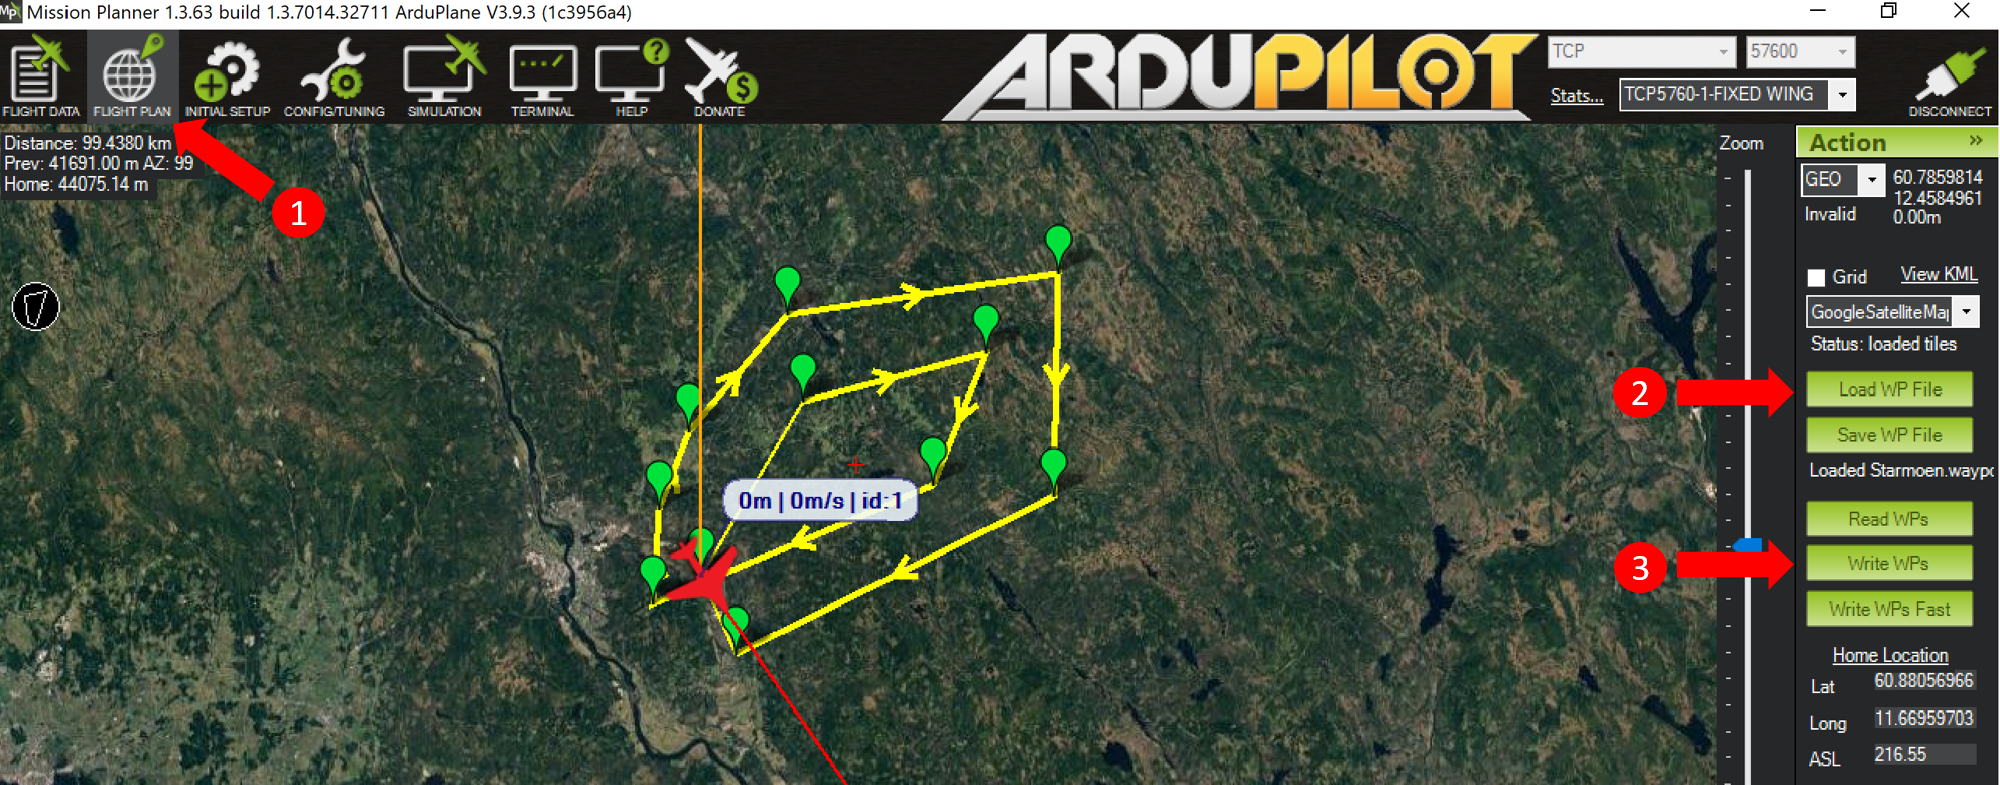 Mission Planner 1.3.63 build 1.3.7014.32711 ArduPlane V3.9.3 (1c3956a4)
FLIGHT DATA
FLIGHT PLAN
INITIAL SETUP
CONFIG/TUNING
SIMULATION
TERMINAL
HELP
DONATE
ARDUPILOT
TCP
57600
Stats...
TCP5760-1-FIXED WING
DISCONNECT
Distance: 99.4380 km
Prev: 41691.00 m AZ: 99
Home: 44075.14 m
1
0m | 0m/s | id:1
Zoom
Action »
GEO
60.7859814
12.4584961
Invalid
0.00m
Grid
View KML
GoogleSatelliteMa
Status: loaded tiles
2
Load WP File
Save WP File
Loaded Starmoen.waypo
Read WPs
3
Write WPs
Write WPs Fast
Home Location
Lat
60.88056966
Long
11.66959703
ASL
216.55